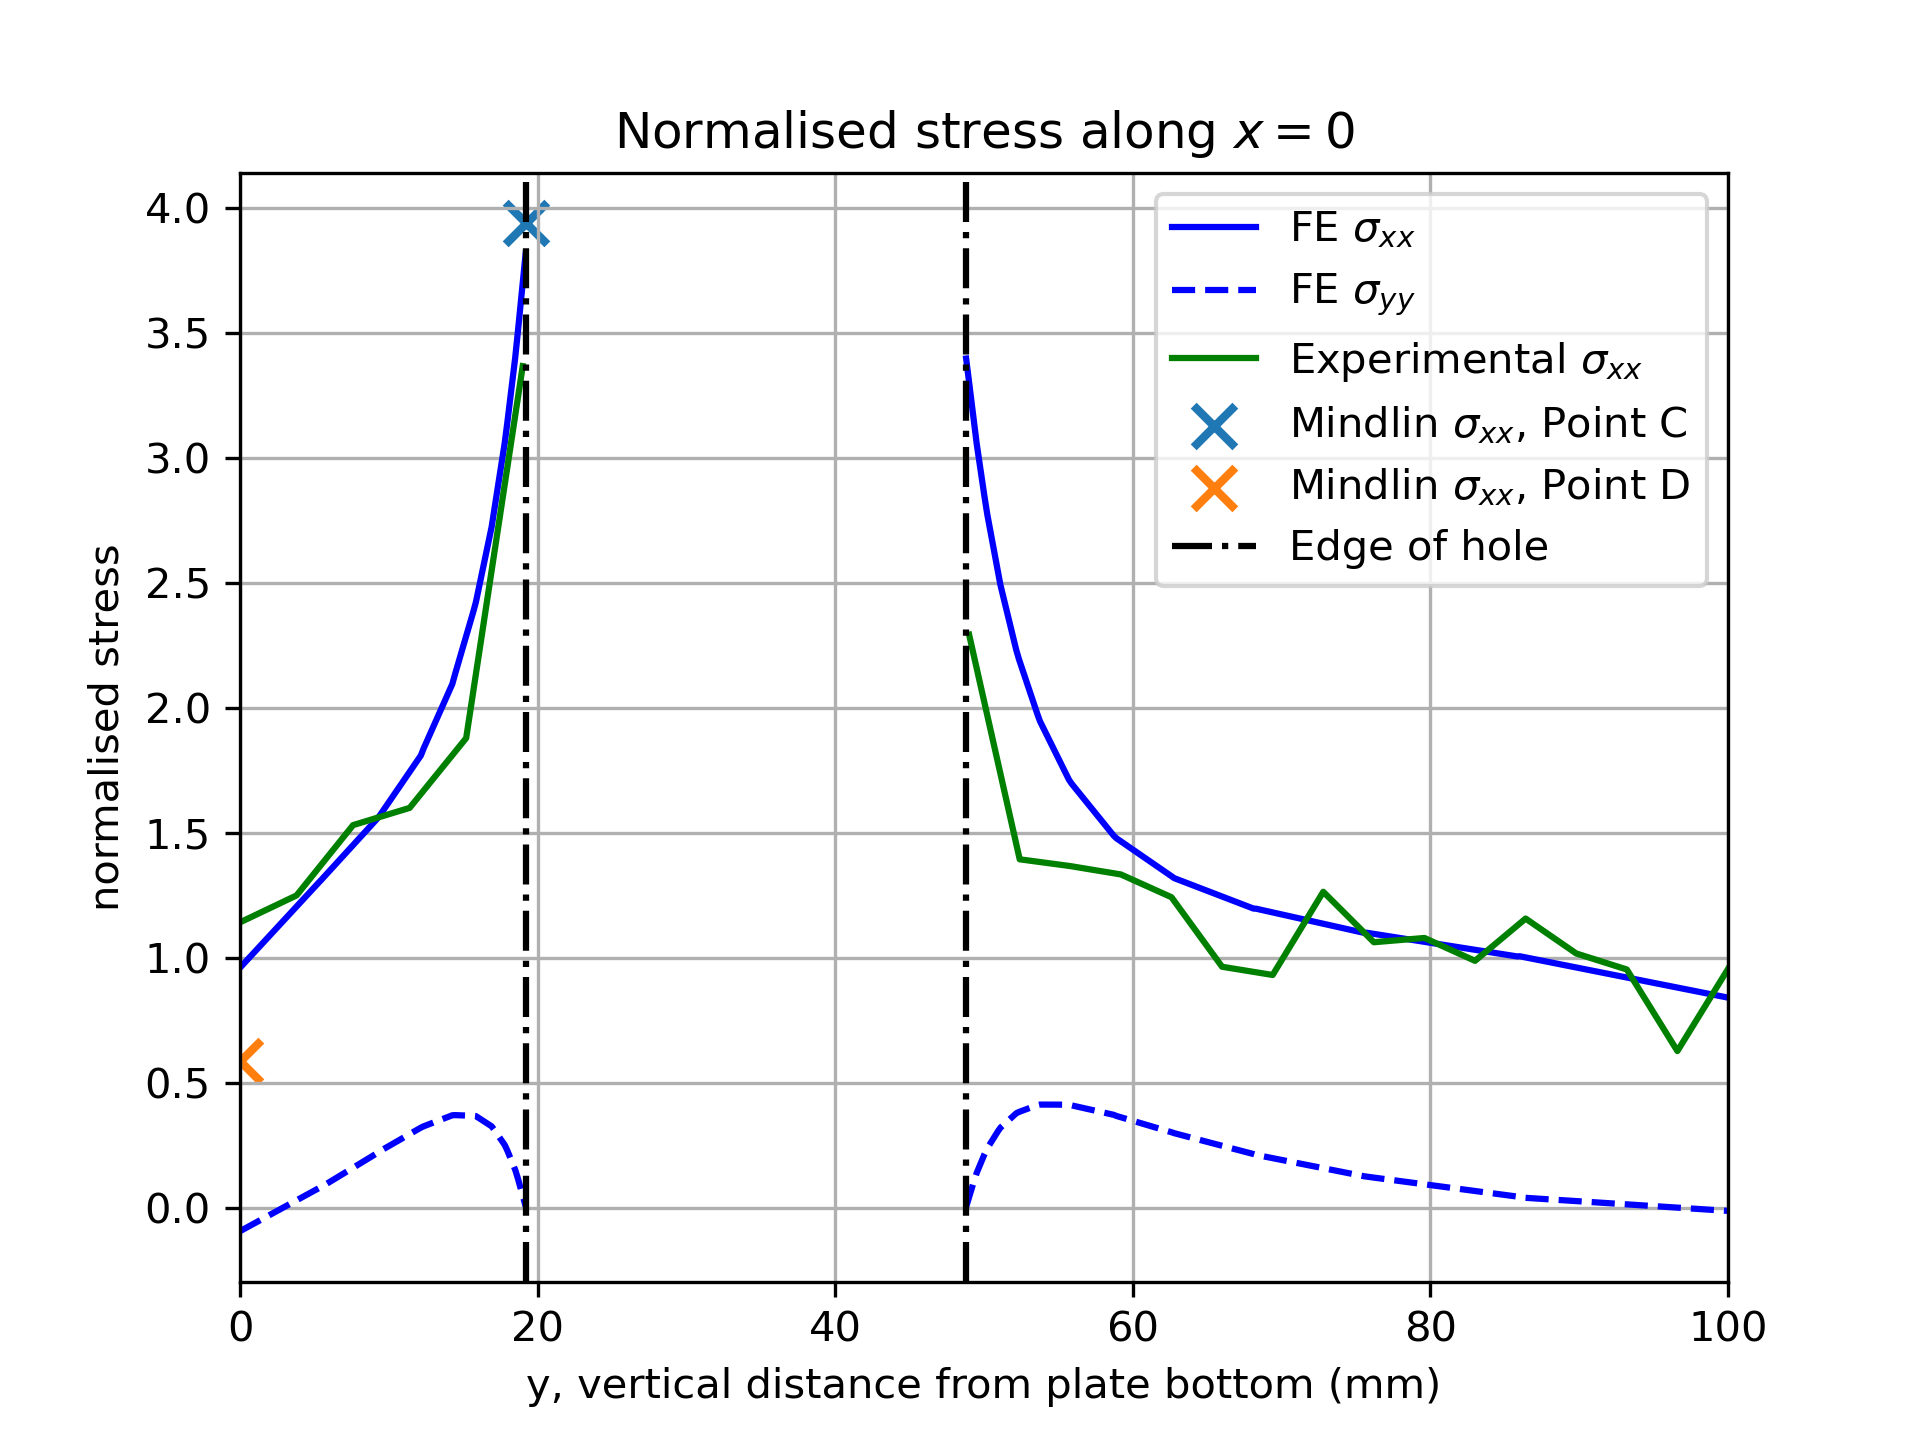 Normalised stress along x = 0
4.0
3.5
3.0
2.5
2.0
1.5
1.0
0.5
0.0
normalised stress
FE σxx
FE σyy
Experimental σxx
Mindlin σxx, Point C
Mindlin σxx, Point D
Edge of hole
0 20 40 60 80 100
y, vertical distance from plate bottom (mm)